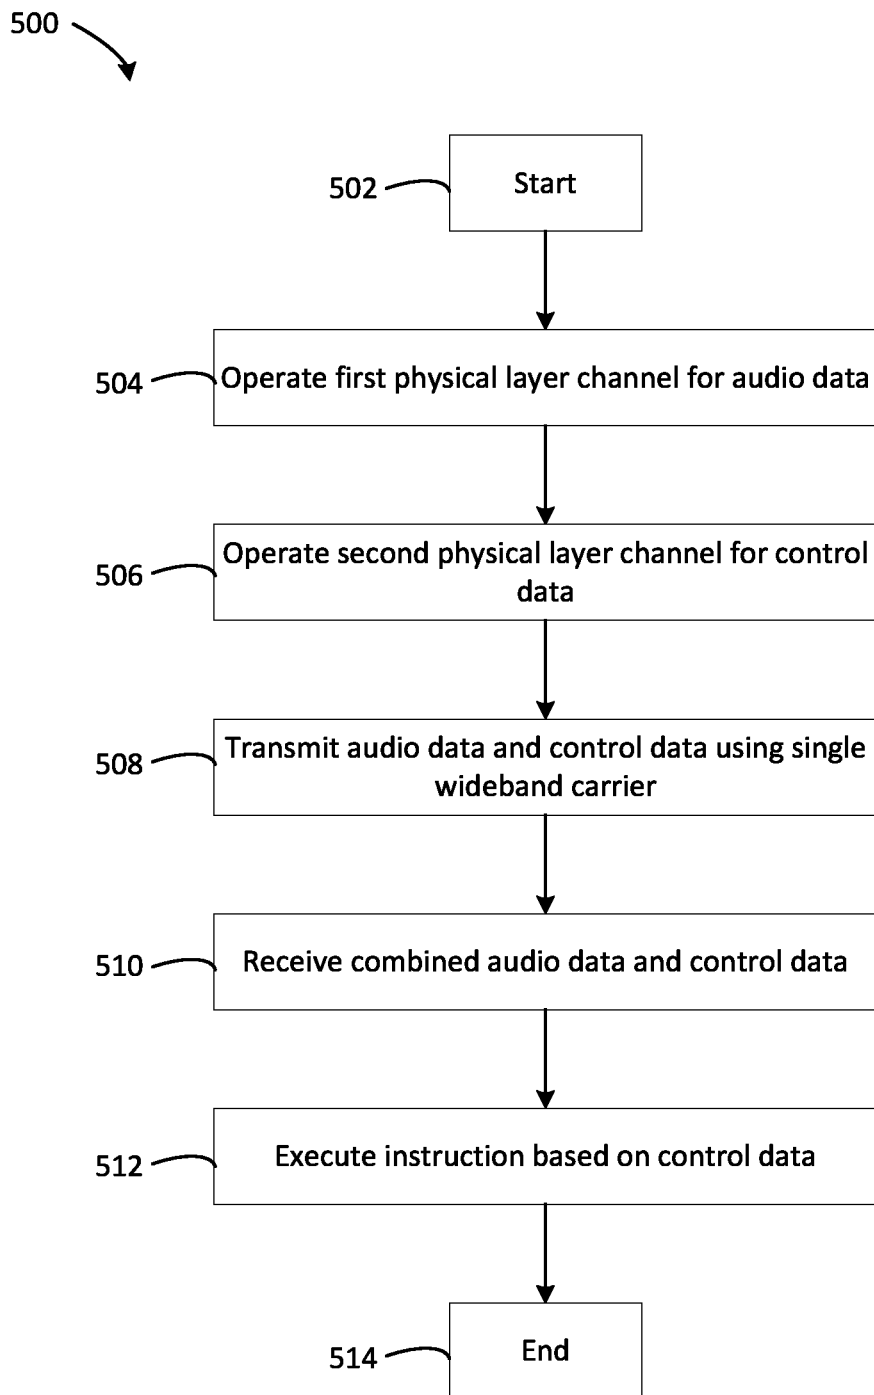 500
502
Start
504
Operate first physical layer channel for audio data
506
Operate second physical layer channel for control
data
508
Transmit audio data and control data using single
wideband carrier
510
Receive combined audio data and control data
512
Execute instruction based on control data
514
End